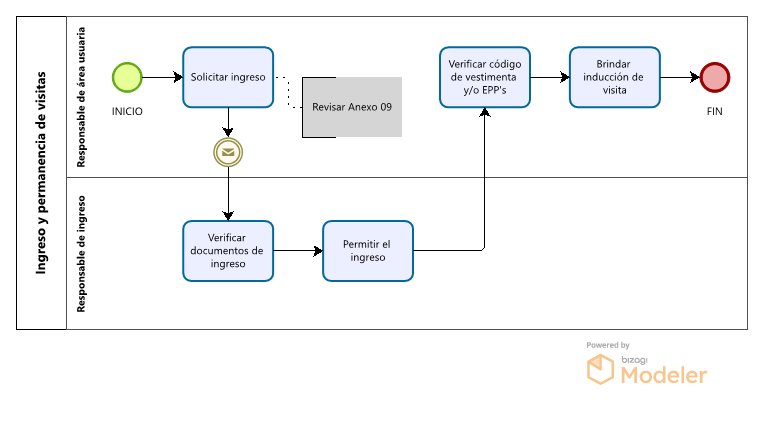 Ingreso y permanencia de visitas
Responsable de área usuaria
INICIO
Solicitar ingreso
Revisar Anexo 09
Verificar código
de vestimenta
y/o EPP's
Brindar
inducción de
visita
FIN
Responsable de ingreso
Verificar
documentos de
ingreso
Permitir el
ingreso
Powered by
bizagi
Modeler